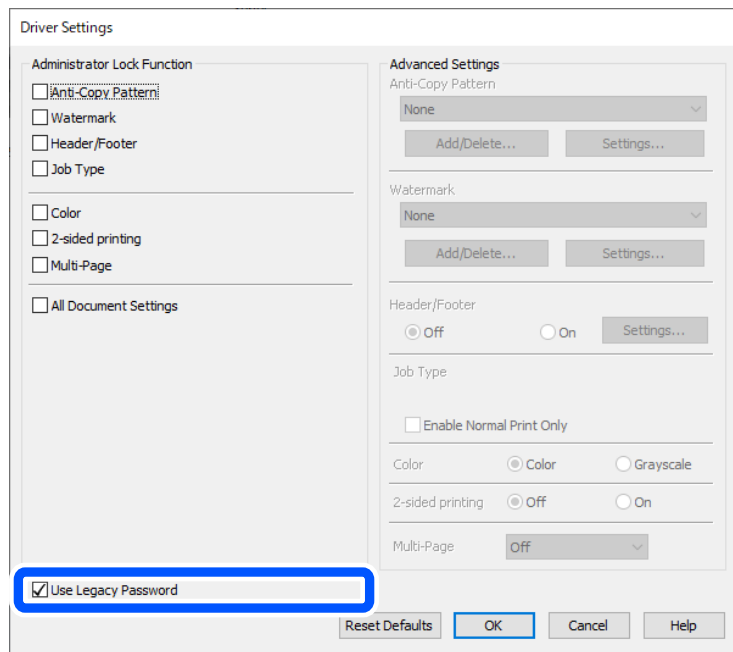 Driver Settings
Administrator Lock Function
Anti-Copy Pattern
Watermark
Header/Footer
Job Type
Color
2-sided printing
Multi-Page
All Document Settings
Use Legacy Password
Advanced Settings
Anti-Copy Pattern
None
Add/Delete... Settings...
Watermark
None
Add/Delete... Settings...
Header/Footer
Off On Settings...
Job Type
Enable Normal Print Only
Color Color Grayscale
2-sided printing Off On
Multi-Page Off
Reset Defaults OK Cancel Help